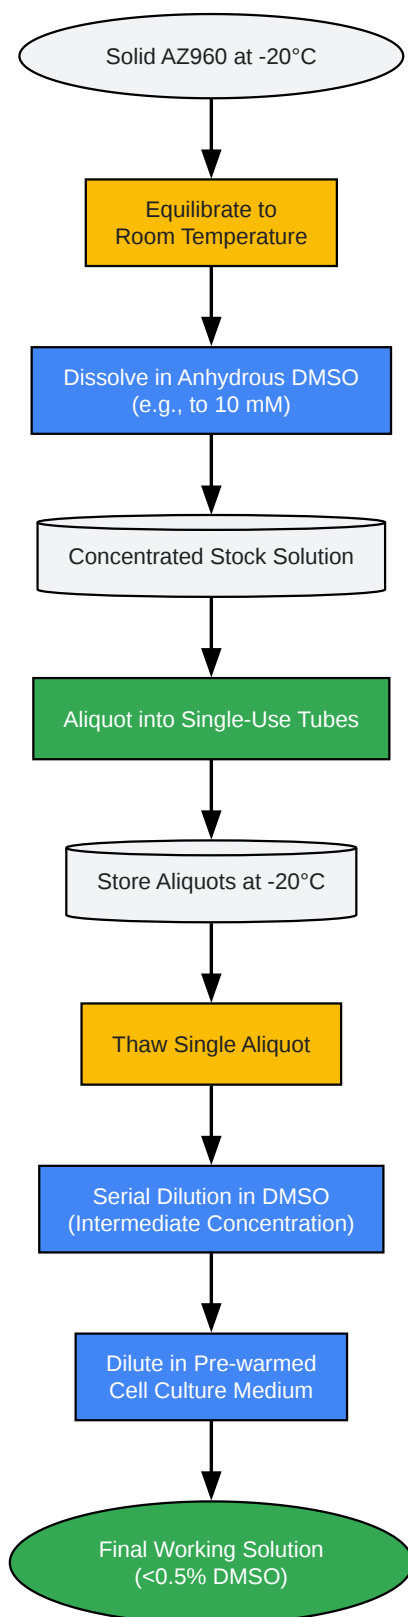 Solid AZ960 at -20°C
Equilibrate to
Room Temperature
Dissolve in Anhydrous DMSO
(e.g., to 10 mM)
Concentrated Stock Solution
Aliquot into Single-Use Tubes
Store Aliquots at -20°C
Thaw Single Aliquot
Serial Dilution in DMSO
(Intermediate Concentration)
Dilute in Pre-warmed
Cell Culture Medium
Final Working Solution
(<0.5% DMSO)